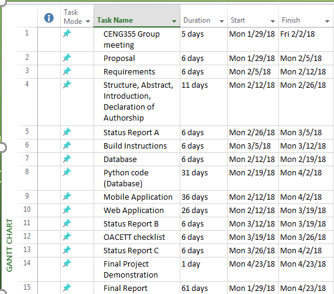 Task Mode Task Name Duration Start Finish
1 CENG355 Group meeting 5 days Mon 1/29/18 Fri 2/2/18
2 Proposal 6 days Mon 1/29/18 Mon 2/5/18
3 Requirements 6 days Mon 2/5/18 Mon 2/12/18
4 Structure, Abstract, Introduction, Declaration of Authorship 11 days Mon 2/12/18 Mon 2/26/18
5 Status Report A 6 days Mon 2/26/18 Mon 3/5/18
6 Build Instructions 6 days Mon 3/5/18 Mon 3/12/18
7 Database 6 days Mon 2/12/18 Mon 2/19/18
8 Python code (Database) 31 days Mon 2/19/18 Mon 4/2/18
9 Mobile Application 36 days Mon 2/12/18 Mon 4/2/18
10 Web Application 26 days Mon 2/12/18 Mon 3/19/18
11 Status Report B 6 days Mon 3/12/18 Mon 3/19/18
12 OACETT checklist 6 days Mon 3/19/18 Mon 3/26/18
13 Status Report C 6 days Mon 3/26/18 Mon 4/2/18
14 Final Project Demonstration 1 day Mon 4/23/18 Mon 4/23/18
15 Final Report 61 days Mon 1/29/18 Mon 4/23/18
GANTT CHART